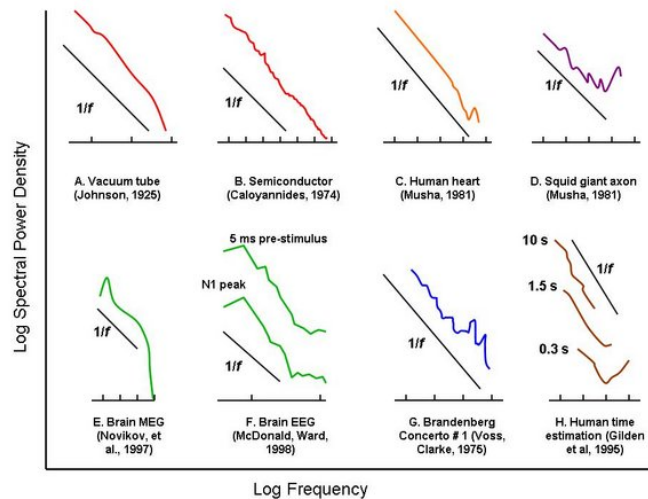 Log Spectral Power Density
1/f
A. Vacuum tube
(Johnson, 1925)
1/f
B. Semiconductor
(Caloyannides, 1974)
1/f
C. Human heart
(Musha, 1981)
1/f
D. Squid giant axon
(Musha, 1981)
1/f
E. Brain MEG
(Novikov, et
al., 1997)
5 ms pre-stimulus
N1 peak
1/f
F. Brain EEG
(McDonald, Ward,
1998)
1/f
G. Brandenberg
Concerto # 1 (Voss,
Clarke, 1975)
10 s
1/f
1.5 s
0.3 s
H. Human time
estimation (Gilden
et al, 1995)
Log Frequency